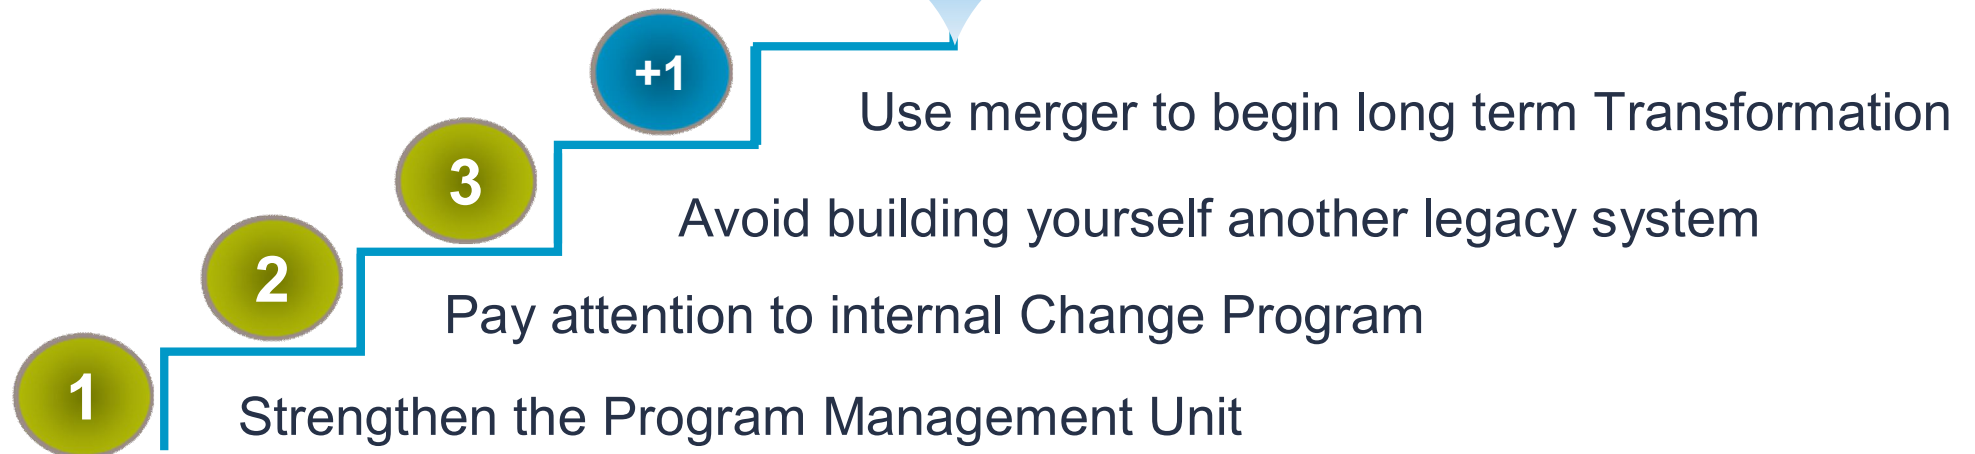 +1
Use merger to begin long term Transformation
3
Avoid building yourself another legacy system
2
Pay attention to internal Change Program
1
Strengthen the Program Management Unit